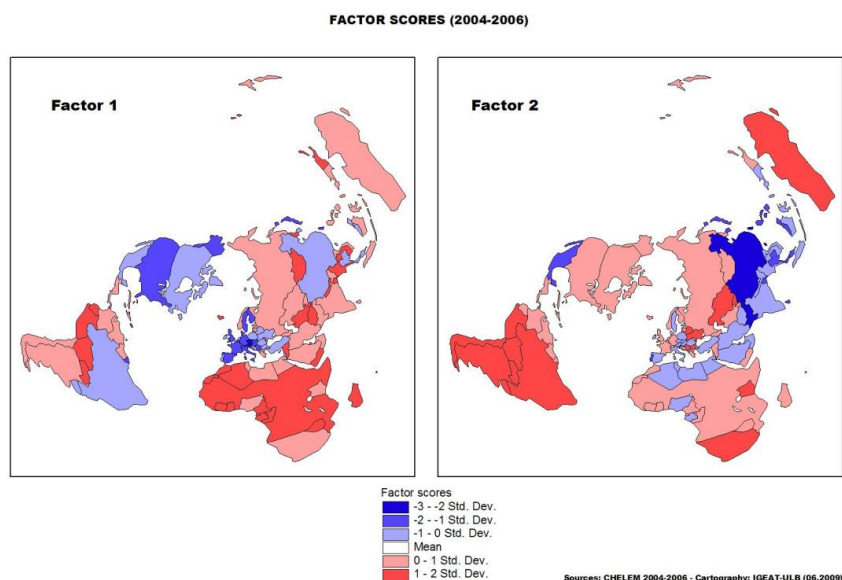 FACTOR SCORES (2004-2006)
Factor 1
Factor 2
Factor scores
-3 - -2 Std. Dev.
-2 - -1 Std. Dev.
-1 - 0 Std. Dev.
Mean
0 - 1 Std. Dev.
1 - 2 Std. Dev.
Sources: CHELEM 2004-2006 - Cartography: IGEAT-ULB (06.2009)